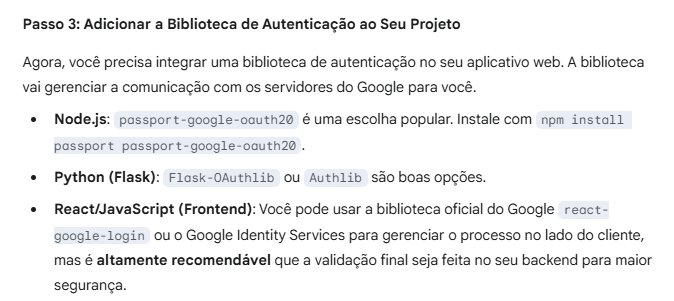 Passo 3: Adicionar a Biblioteca de Autenticação ao Seu Projeto
Agora, você precisa integrar uma biblioteca de autenticação no seu aplicativo web. A biblioteca
vai gerenciar a comunicação com os servidores do Google para você.
• Node.js: passport-google-oauth20 é uma escolha popular. Instale com npm install
passport passport-google-oauth20.
• Python (Flask): Flask-OAuthlib ou Authlib são boas opções.
• React/JavaScript (Frontend): Você pode usar a biblioteca oficial do Google react-
google-login ou o Google Identity Services para gerenciar o processo no lado do cliente,
mas é altamente recomendável que a validação final seja feita no seu backend para maior
segurança.